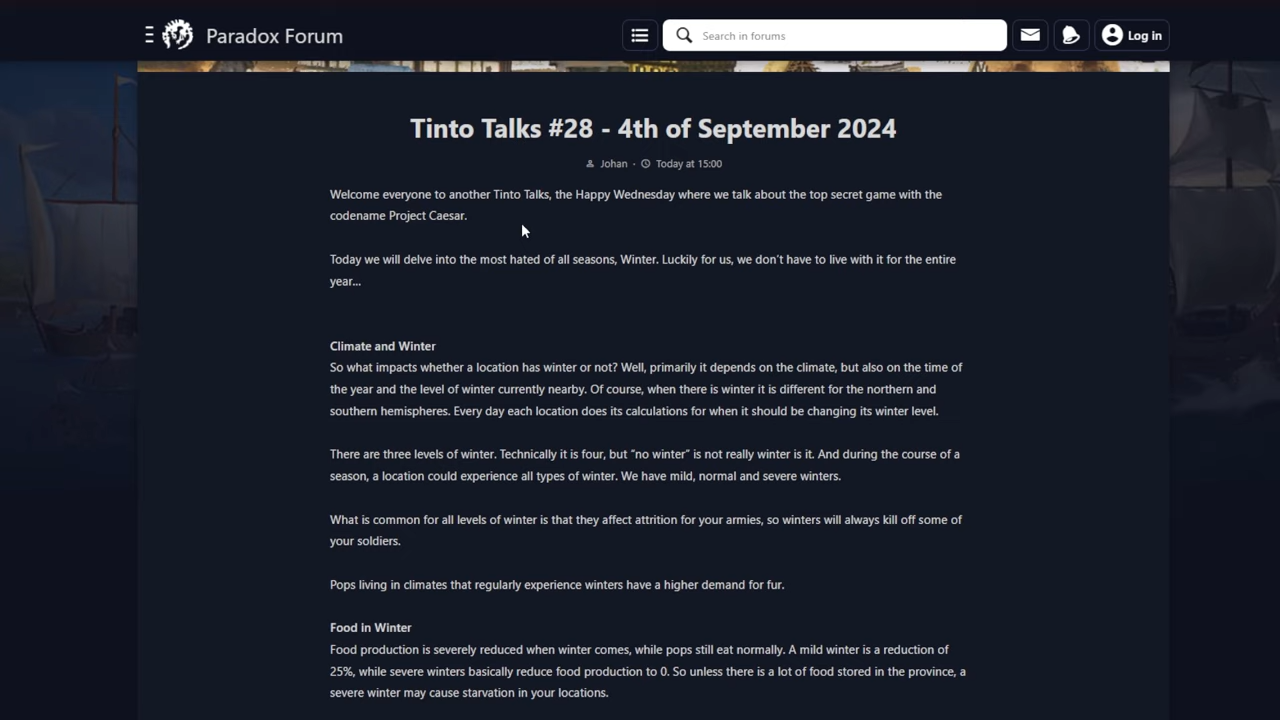 Paradox Forum
Search in forums
Log in
Tinto Talks #28 - 4th of September 2024
Johan · Today at 15:00
Welcome everyone to another Tinto Talks, the Happy Wednesday where we talk about the top secret game with the
codename Project Caesar.
Today we will delve into the most hated of all seasons, Winter. Luckily for us, we don't have to live with it for the entire
year...
Climate and Winter
So what impacts whether a location has winter or not? Well, primarily it depends on the climate, but also on the time of
the year and the level of winter currently nearby. Of course, when there is winter it is different for the northern and
southern hemispheres. Every day each location does its calculations for when it should be changing its winter level.
There are three levels of winter. Technically it is four, but “no winter” is not really winter is it. And during the course of a
season, a location could experience all types of winter. We have mild, normal and severe winters.
What is common for all levels of winter is that they affect attrition for your armies, so winters will always kill off some of
your soldiers.
Pops living in climates that regularly experience winters have a higher demand for fur.
Food in Winter
Food production is severely reduced when winter comes, while pops still eat normally. A mild winter is a reduction of
25%, while severe winters basically reduce food production to 0. So unless there is a lot of food stored in the province, a
severe winter may cause starvation in your locations.